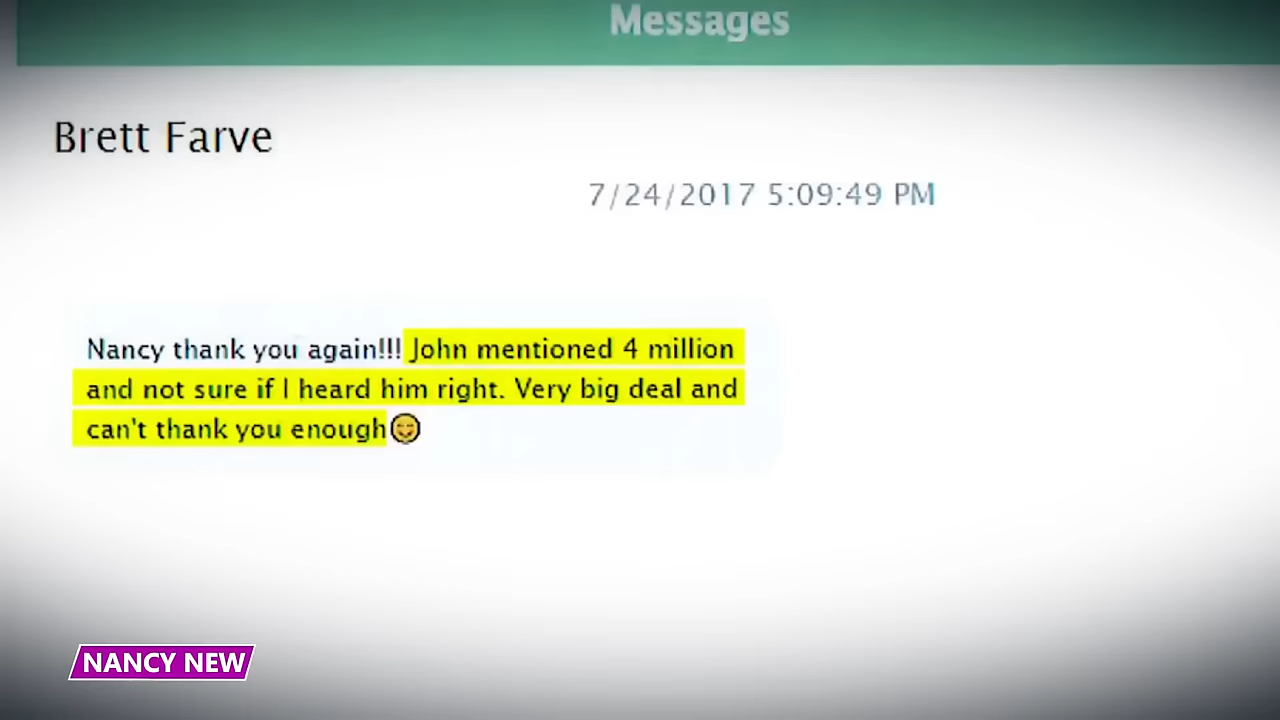 Messages
Brett Farve
7/24/2017 5:09:49 PM
Nancy thank you again!!! John mentioned 4 million
and not sure if I heard him right. Very big deal and
can't thank you enough😊
NANCY NEW